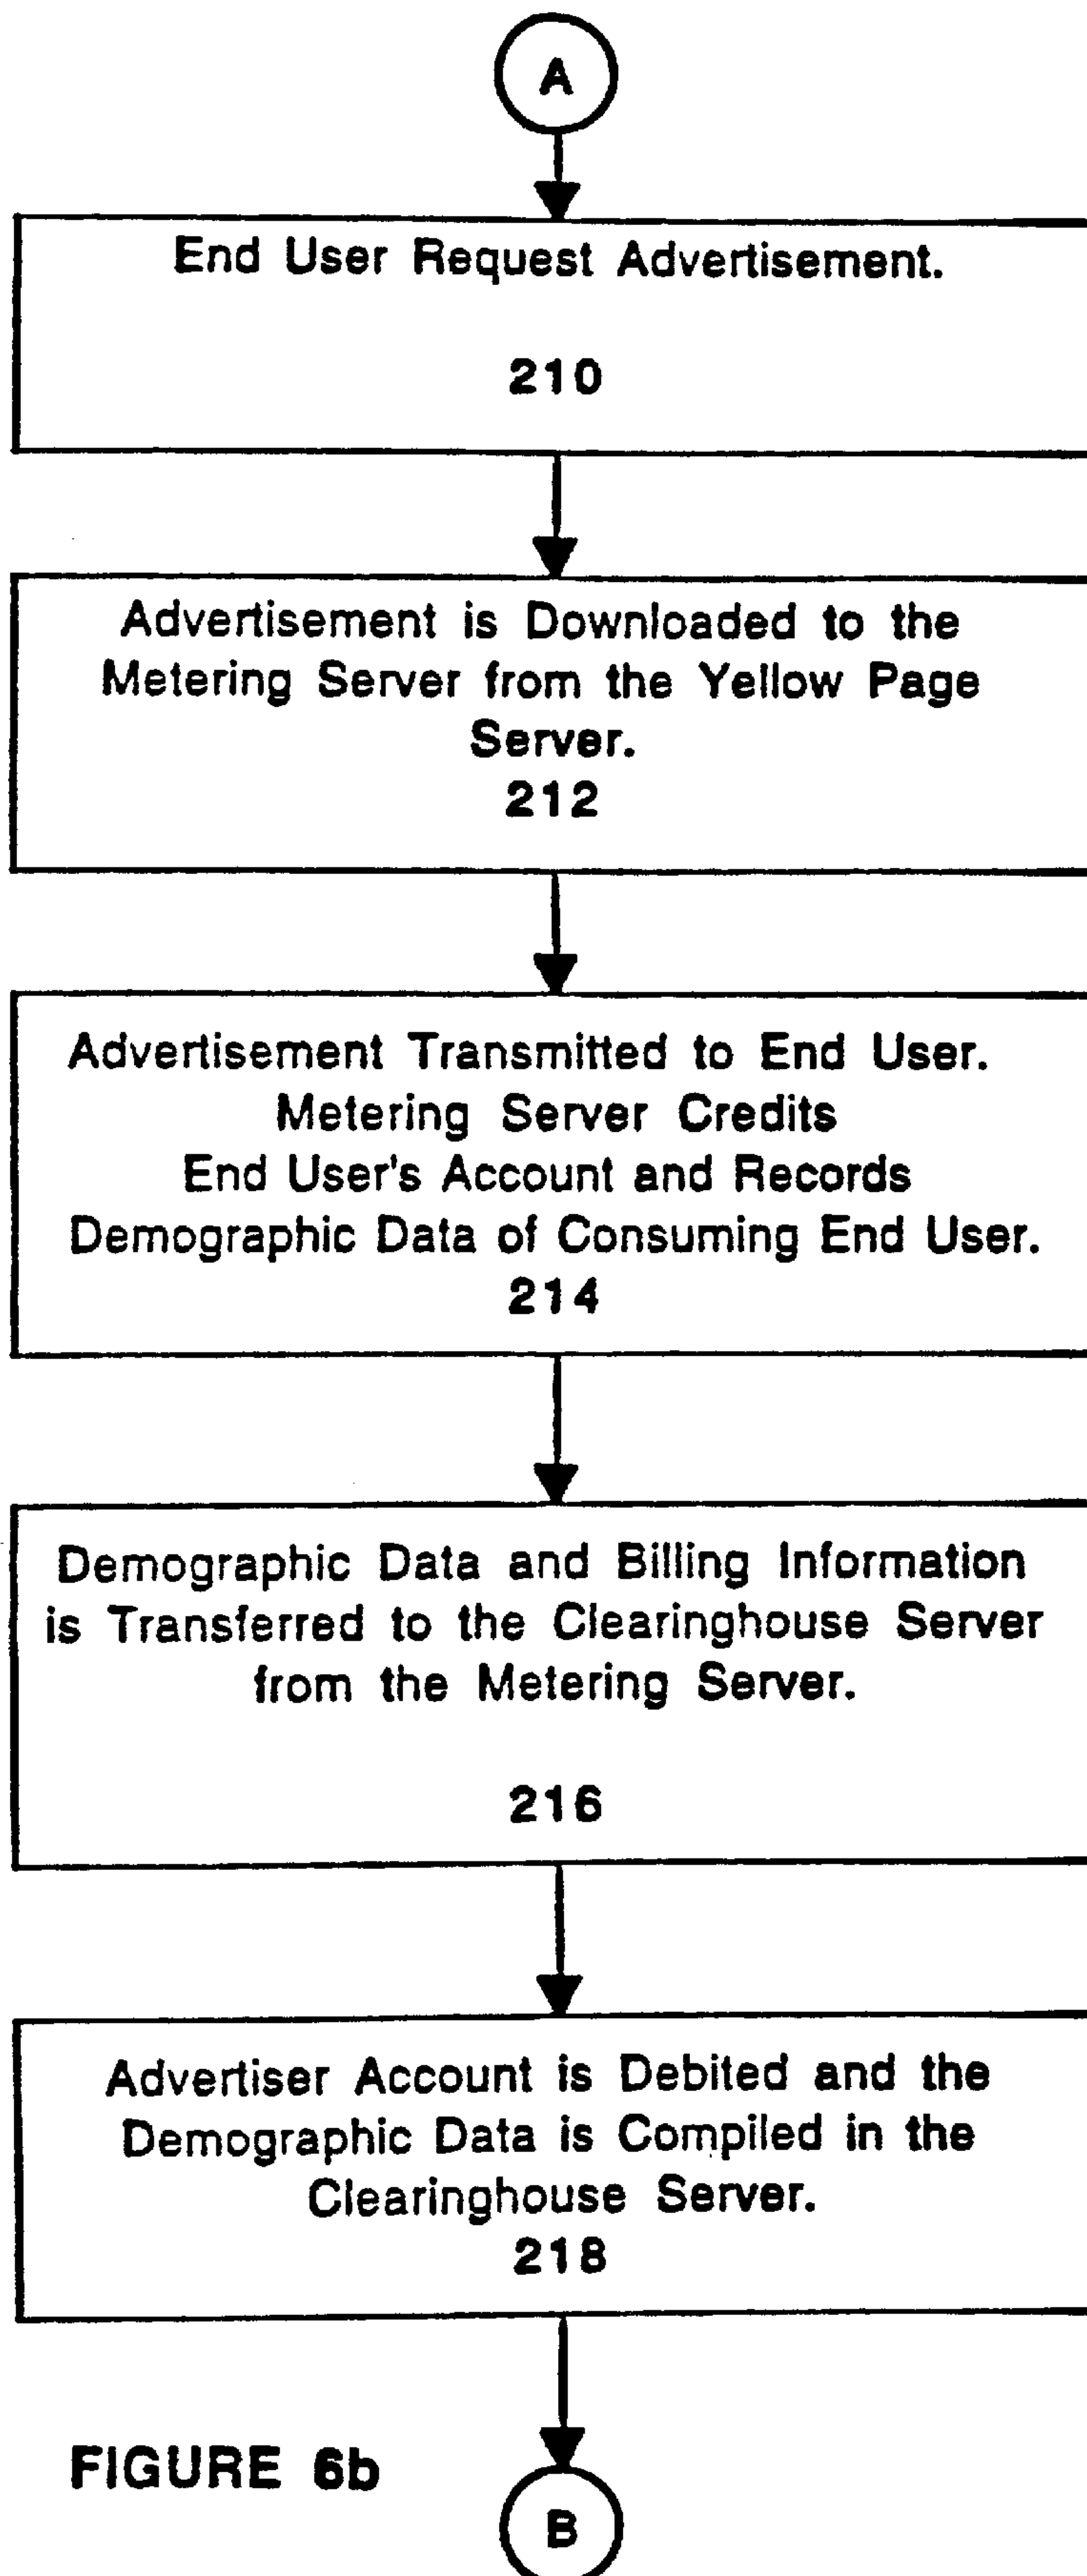 A
End User Request Advertisement.
210
Advertisement is Downloaded to the
Metering Server from the Yellow Page
Server.
212
Advertisement Transmitted to End User.
Metering Server Credits
End User's Account and Records
Demographic Data of Consuming End User.
214
Demographic Data and Billing Information
is Transferred to the Clearinghouse Server
from the Metering Server.
216
Advertiser Account is Debited and the
Demographic Data is Compiled in the
Clearinghouse Server.
218
FIGURE 6b
B